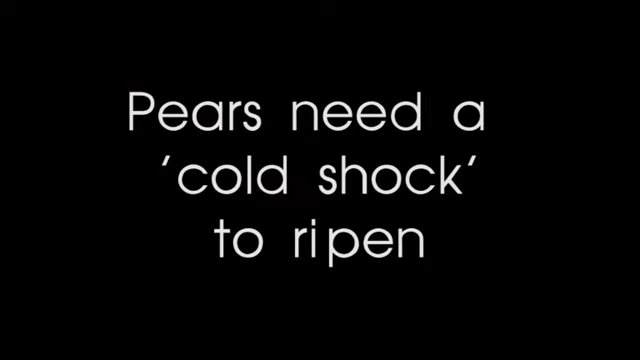 Pears need a
‘cold shock’
to ripen